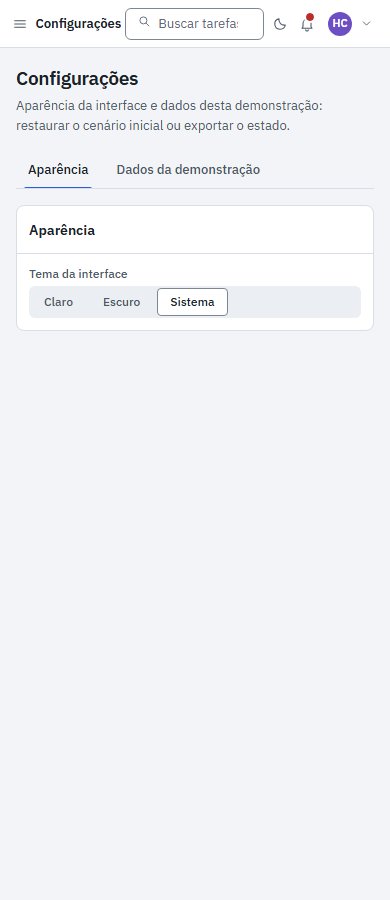 Configurações
Buscar tarefas
HC
Configurações
Aparência da interface e dados desta demonstração:
restaurar o cenário inicial ou exportar o estado.
Aparência
Dados da demonstração
Aparência
Tema da interface
Claro
Escuro
Sistema